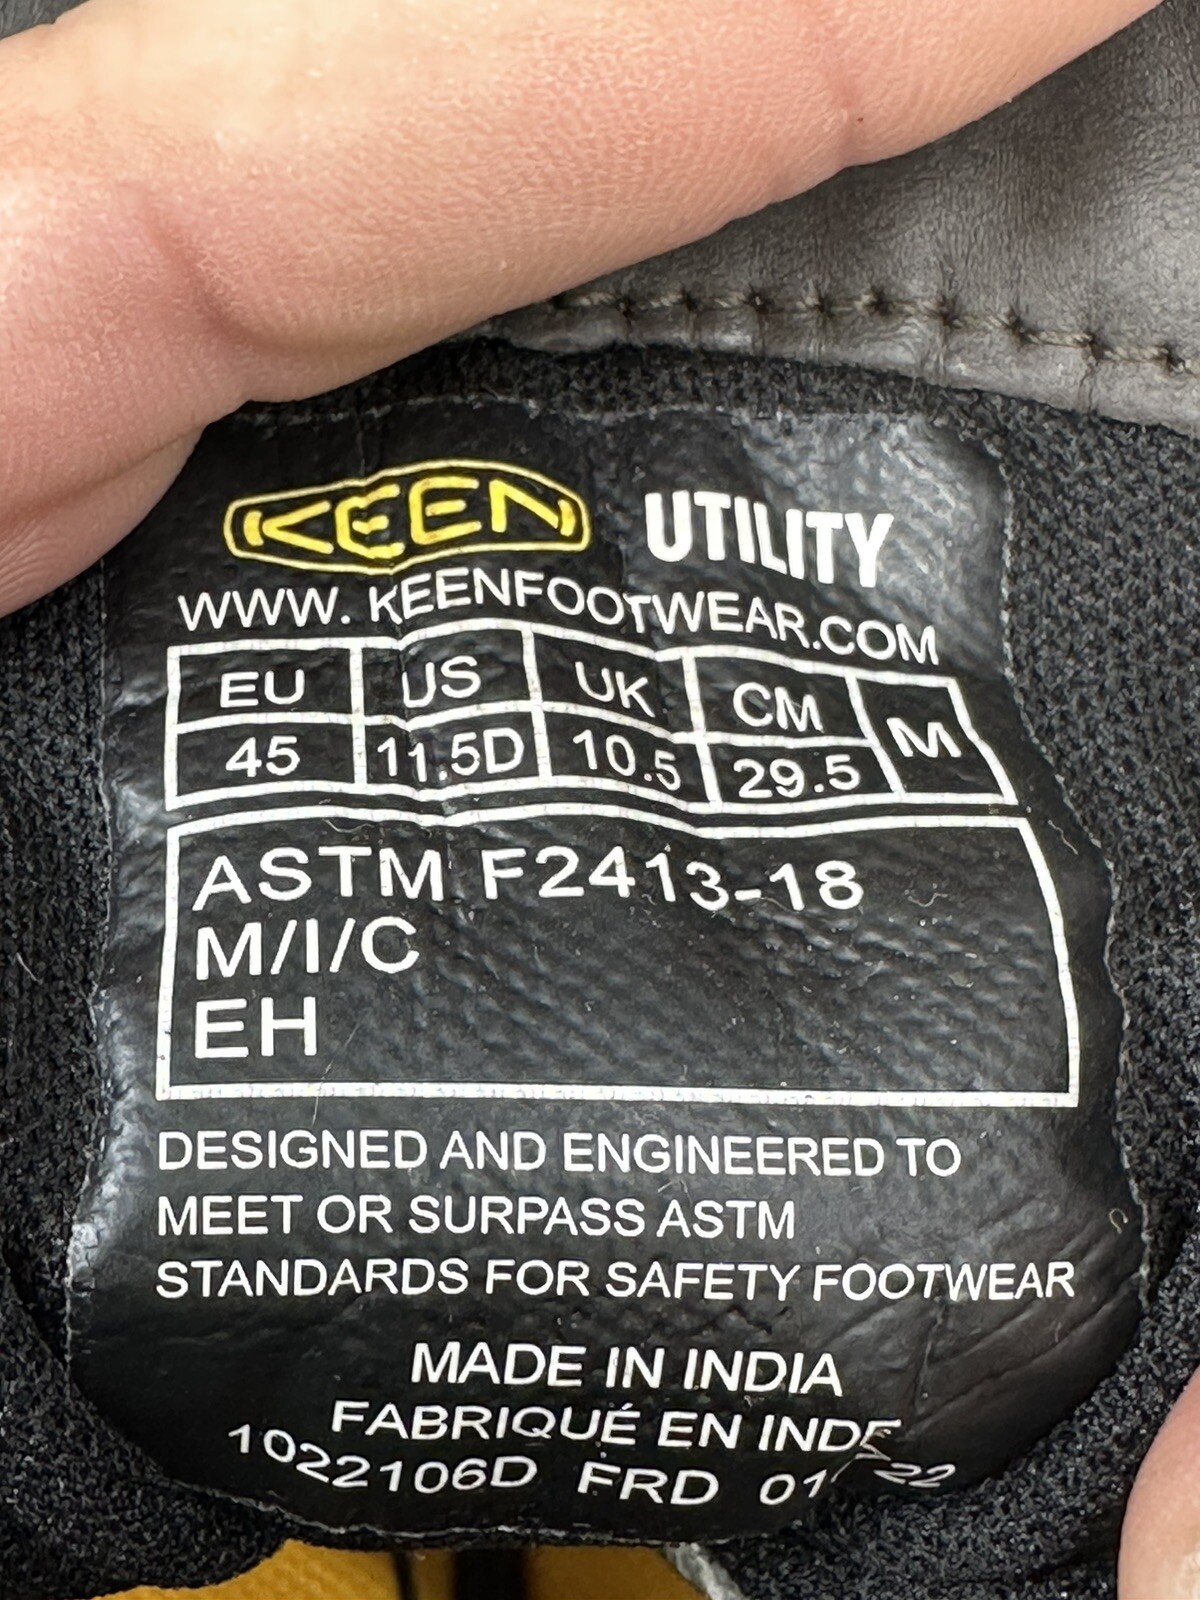 KEEN UTILITY
WWW.KEENFOOTWEAR.COM
EU US UK CM M
45 11.5D 10.5 29.5
ASTM F2413-18
M/I/C
EH
DESIGNED AND ENGINEERED TO
MEET OR SURPASS ASTM
STANDARDS FOR SAFETY FOOTWEAR
MADE IN INDIA
FABRIQUÉ EN INDE
1022106D FRD 01/22